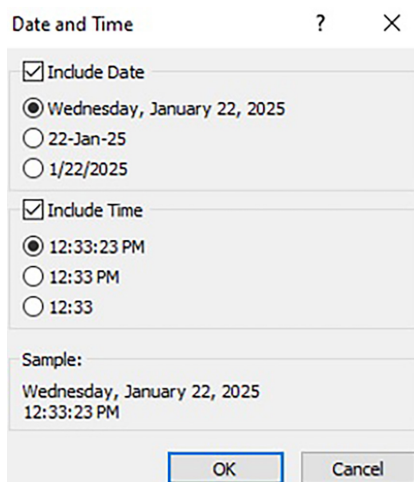 Date and Time ?
Include Date
Wednesday, January 22, 2025
22-Jan-25
1/22/2025
Include Time
12:33:23 PM
12:33 PM
12:33
Sample:
Wednesday, January 22, 2025
12:33:23 PM
OK Cancel